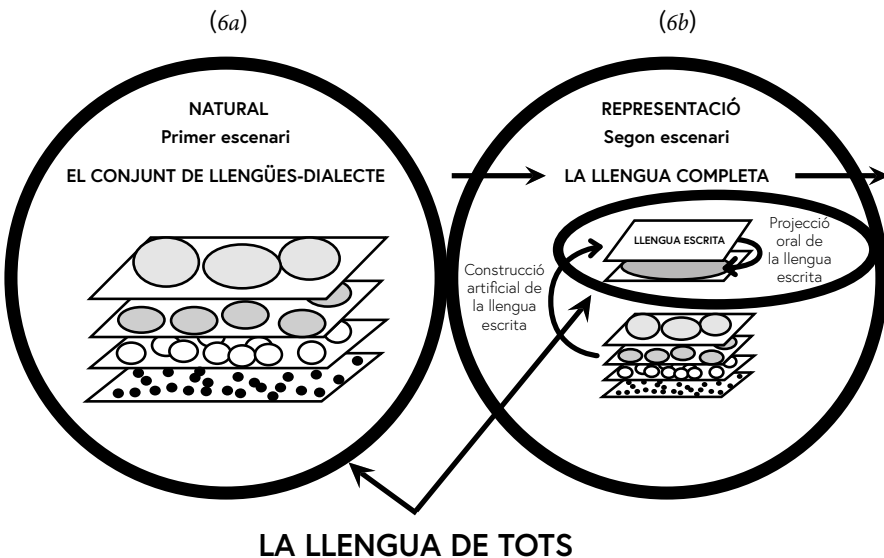 (6a)
(6b)
NATURAL
Primer escenari
EL CONJUNT DE LLENGÜES-DIALECTE
REPRESENTACIÓ
Segon escenari
LA LLENGUA COMPLETA
LLENGUA ESCRITA
Projecció
oral de
la llengua
escrita
Construcció
artificial de
la llengua
escrita
LA LLENGUA DE TOTS